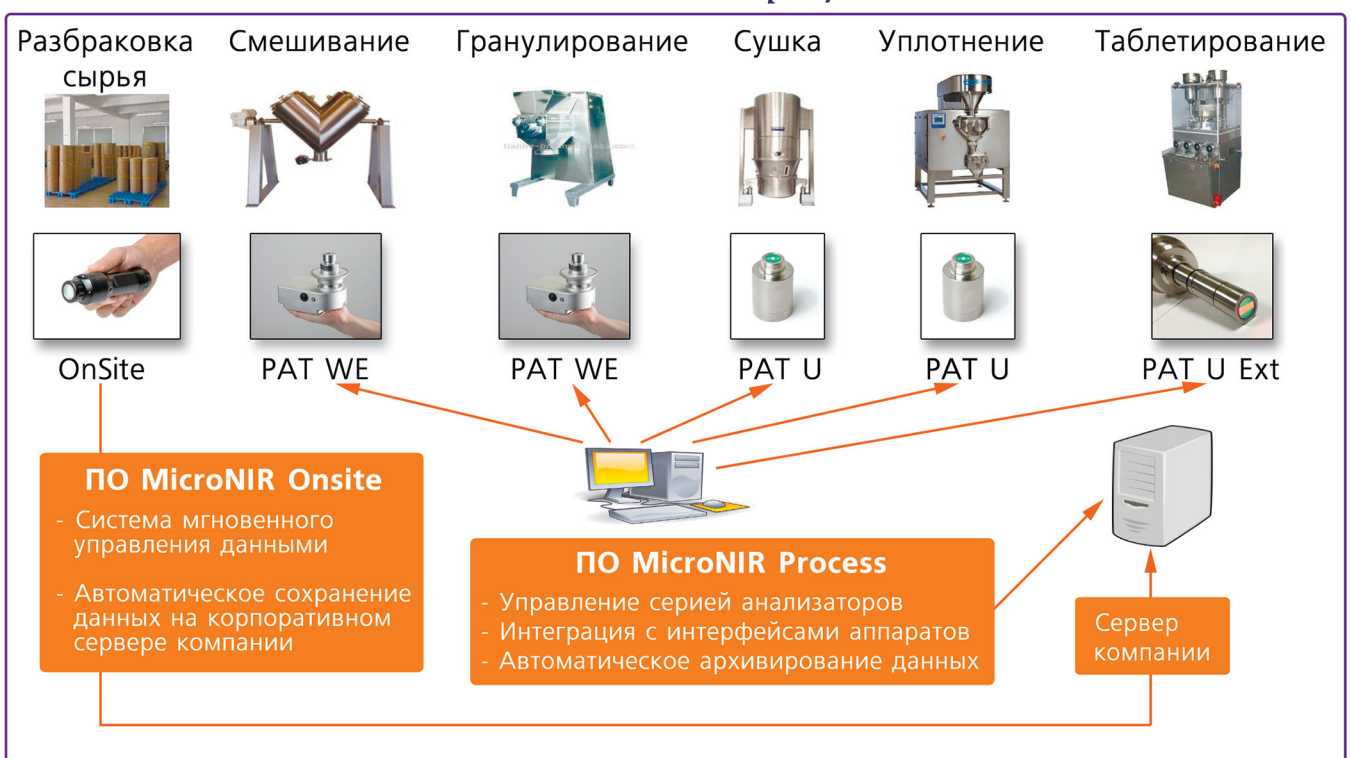 Разбраковка
сырья
Смешивание
Гранулирование
Сушка
Уплотнение
Таблетирование
OnSite
PAT WE
PAT WE
PAT U
PAT U
PAT U Ext
ПО MicroNIR Onsite
- Система мгновенного
управления данными
- Автоматическое сохранение
данных на корпоративном
сервере компании
ПО MicroNIR Process
- Управление серией анализаторов
- Интеграция с интерфейсами аппаратов
- Автоматическое архивирование данных
Сервер
компании